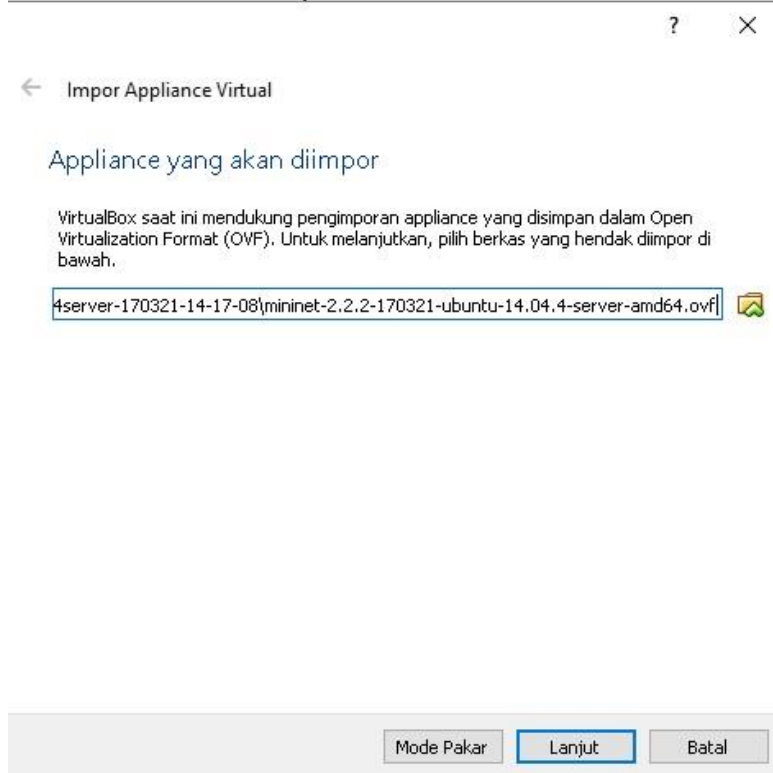 ?
Impor Appliance Virtual
Appliance yang akan diimpor
VirtualBox saat ini mendukung pengimporan appliance yang disimpan dalam Open
Virtualization Format (OVF). Untuk melanjutkan, pilih berkas yang hendak diimpor di
bawah.
4server-170321-14-17-08\mininet-2.2.2-170321-ubuntu-14.04.4-server-amd64.ovf
Mode Pakar Lanjut Batal